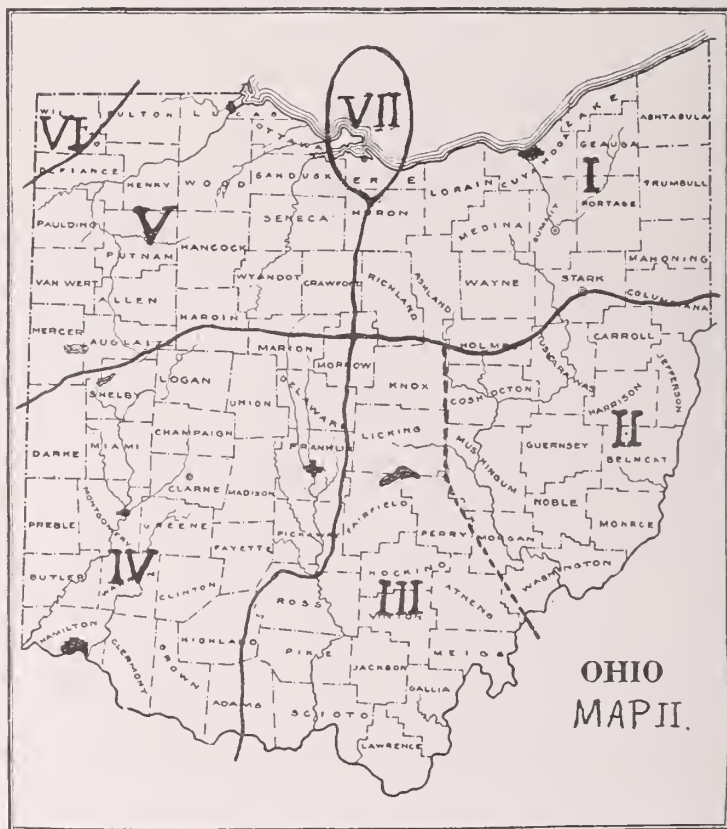 VII
VI
WIL
FULTON
LUCAS
OTTAWA
LAKE
ASHTABULA
GEAUGA
CUYAHOGA
I
DEFIANCE
HENRY
WOOD
SANDUSK
ERIE
LORAIN
TRUMBULL
PORTAGE
SUMMIT
PAULDING
V
SENECA
HURON
MEDINA
PUTNAM
HANCOCK
MAHONING
VAN WERT
ALLEN
WYANDOT
CRAWFORD
RICHLAND
ASHLAND
WAYNE
STARK
COLUMBIANA
MERCER
AUGLAIZ
HARDIN
MARION
MORROW
HOLMES
CARROLL
TUSCARAWAS
JEFFERSON
SHELBY
LOGAN
UNION
DELAWARE
KNOX
COSHOCTON
HARRISON
II
DARKE
MIAMI
CHAMPAIGN
LICKING
MUSKINGUM
GUERNSEY
BELMONT
CLARKE
MADISON
FRANKLIN
NOBLE
MONROE
PREBLE
MONTGOMERY
GREENE
FAYETTE
PICKAWAY
FAIRFIELD
PERRY
MORGAN
WASHINGTON
IV
BUTLER
CLINTON
ROSS
HOCKING
ATHENS
III
VINTON
HAMILTON
CLERMONT
BROWN
HIGHLAND
PIKE
JACKSON
MEIGS
GALLIA
ADAMS
SCIOTO
LAWRENCE
OHIO
MAP II.